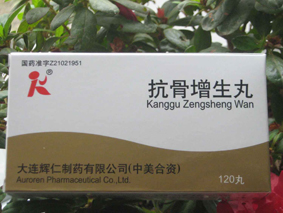 国药准字Z21021951
®
抗骨增生丸
Kanggu Zengsheng Wan
大连辉仁制药有限公司(中美合资)
Auroren Pharmaceutical Co.,Ltd.
120丸